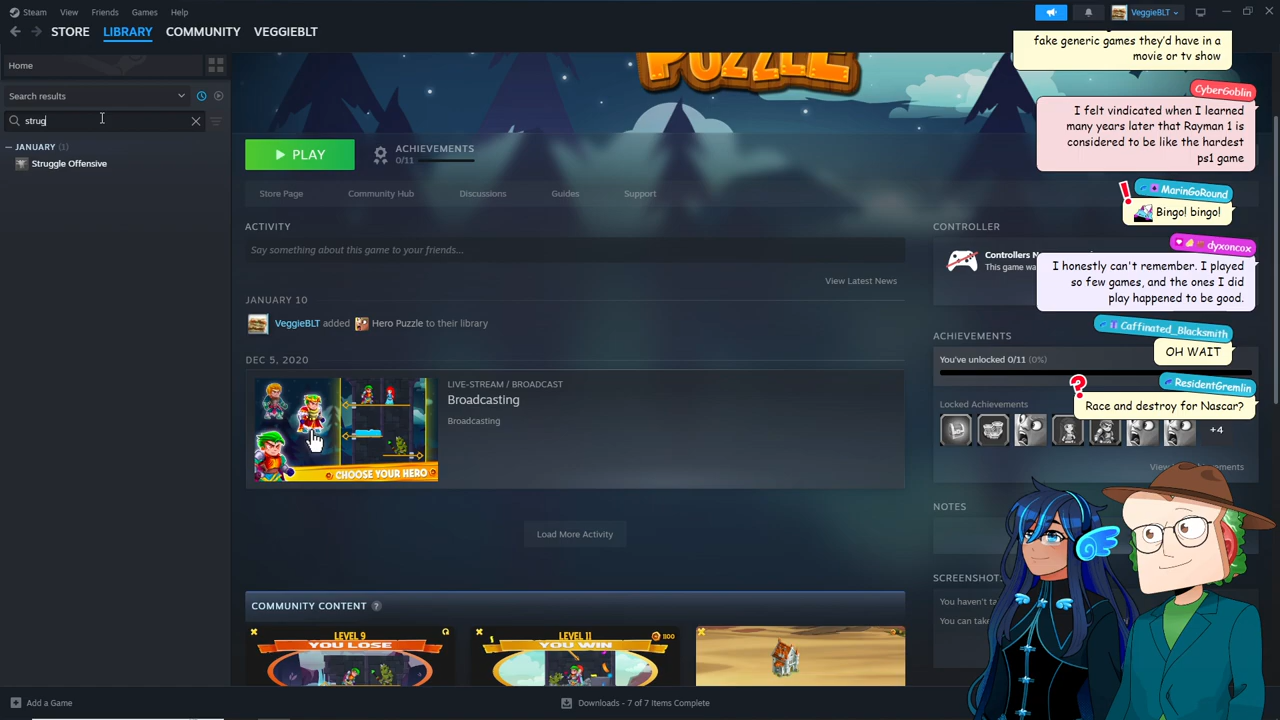 Steam View Friends Games Help
VeggieBLT
STORE LIBRARY COMMUNITY VEGGIEBLT
Home
Search results
strug
JANUARY (1)
Struggle Offensive
PUZZLE
PLAY
ACHIEVEMENTS
0/11
Store Page Community Hub Discussions Guides Support
ACTIVITY
Say something about this game to your friends...
View Latest News
JANUARY 10
VeggieBLT added Hero Puzzle to their library
DEC 5, 2020
CHOOSE YOUR HERO
LIVE-STREAM / BROADCAST
Broadcasting
Broadcasting
Load More Activity
COMMUNITY CONTENT ?
LEVEL 9
YOU LOSE
LEVEL 11
YOU WIN
CONTROLLER
Controllers N
This game wa
ACHIEVEMENTS
You've unlocked 0/11 (0%)
Locked Achievements
+4
NOTES
SCREENSHOT
You haven't ta
You can take
fake generic games they'd have in a
movie or tv show
CyberGoblin
I felt vindicated when I learned
many years later that Rayman 1 is
considered to be like the hardest
ps1 game
MarinGoRound
Bingo! bingo!
dyxoncox
I honestly can't remember. I played
so few games, and the ones I did
play happened to be good.
Caffinated_Blacksmith
OH WAIT
ResidentGremlin
Race and destroy for Nascar?
Add a Game
Downloads - 7 of 7 Items Complete